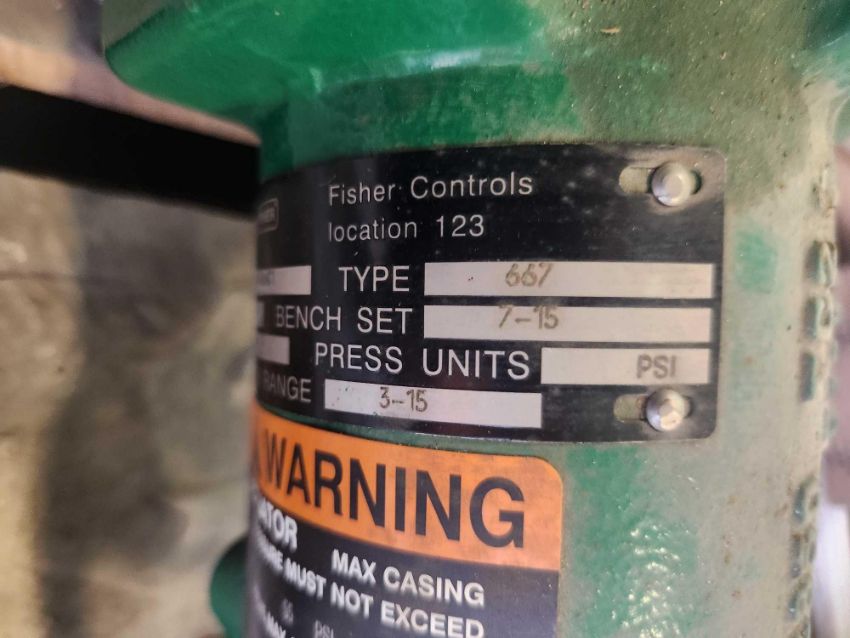 Fisher Controls
location 123
TYPE 667
BENCH SET 7-15
PRESS UNITS PSI
RANGE 3-15
WARNING
MAX CASING
MUST NOT EXCEED
PSI